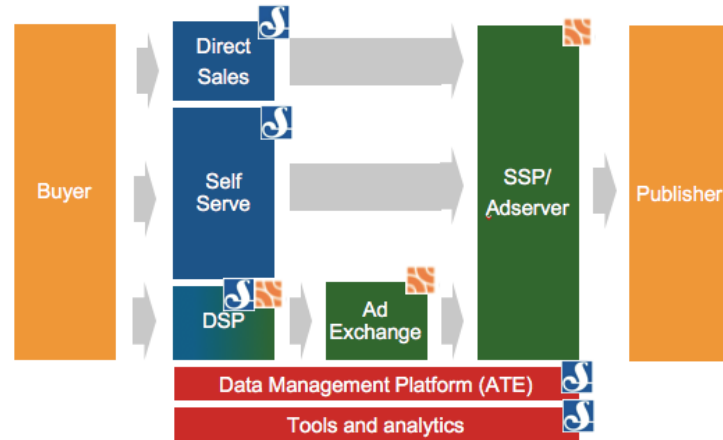 Buyer
Direct
Sales
Self
Serve
DSP
Ad
Exchange
SSP/
Adserver
Publisher
Data Management Platform (ATE)
Tools and analytics